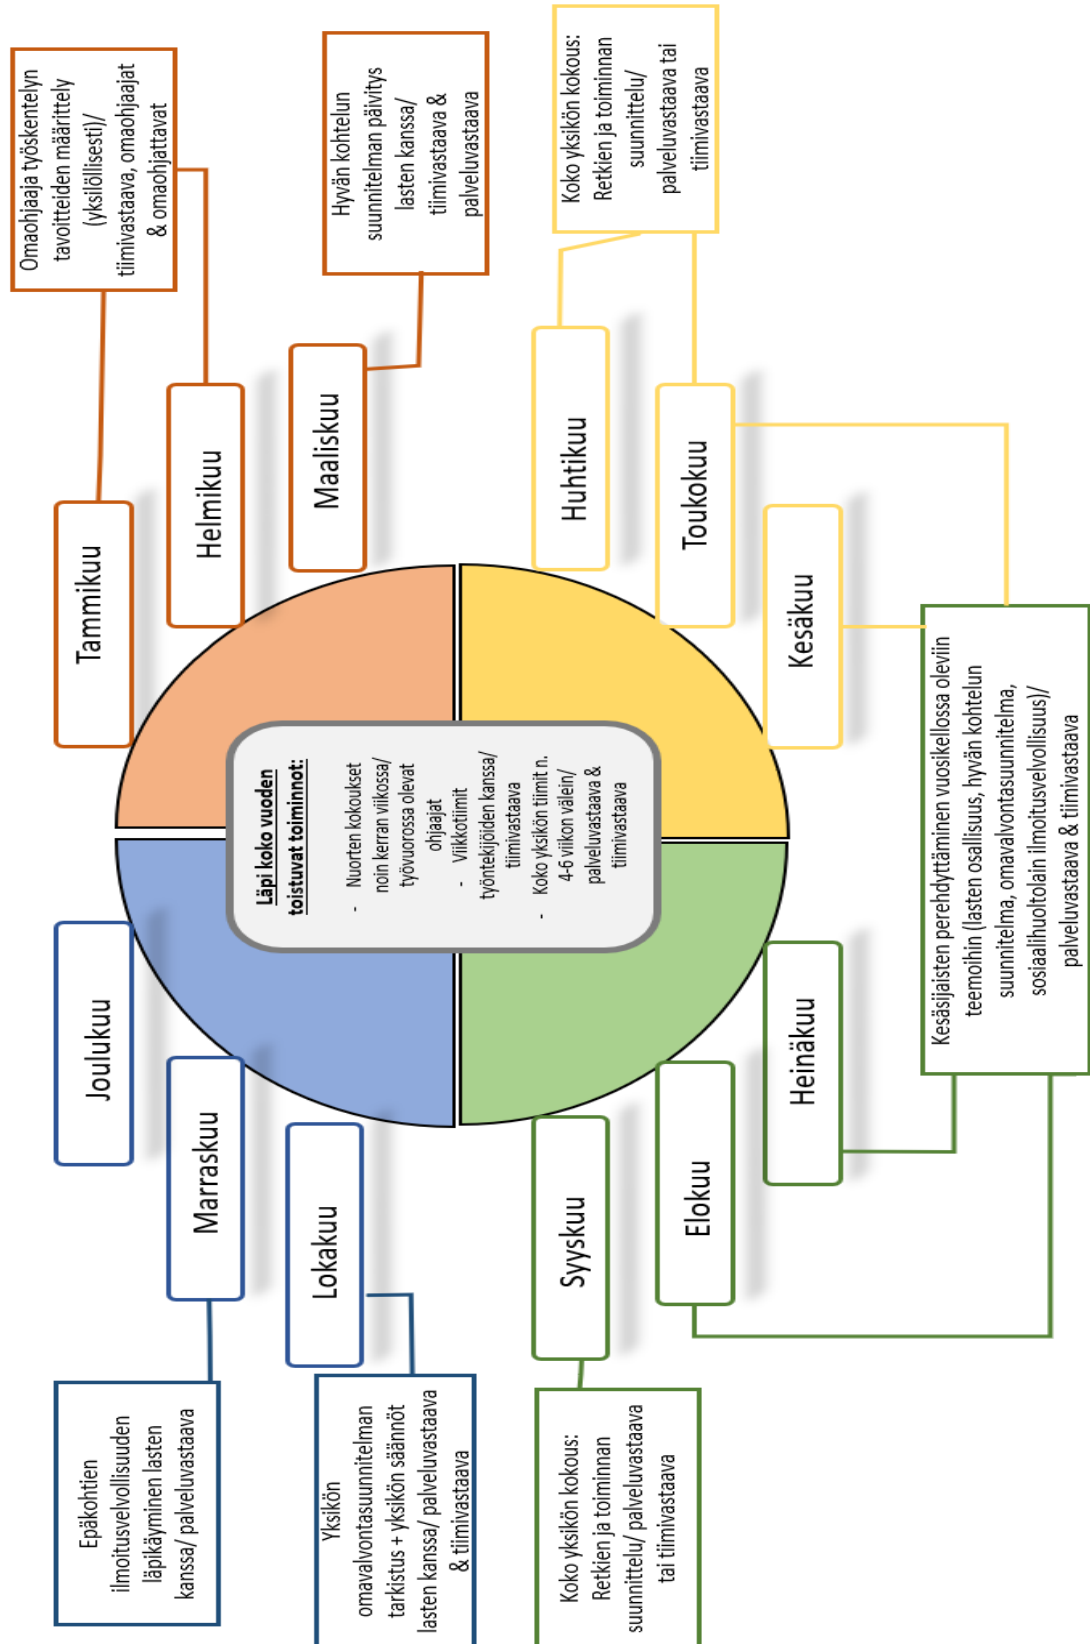 Tammikuu
Omaohjaaja työskentelyn
tavoitteiden määrittely
(yksilöllisesti)/
tiimivastaava, omaohjaajat
& omaohjattavat
Helmikuu
Maaliskuu
Hyvän kohtelun
suunnitelman päivitys
lasten kanssa/
tiimivastaava &
palveluvastaava
Huhtikuu
Koko yksikön kokous:
Retkien ja toiminnan
suunnittelu/
palveluvastaava tai
tiimivastaava
Toukokuu
Kesäkuu
Kesäsijaisten perehdyttäminen vuosikellossa oleviin
teemoihin (lasten osallisuus, hyvän kohtelun
suunnitelma, omavalvontasuunnitelma,
sosiaalihuoltolain ilmoitusvelvollisuus)/
palveluvastaava & tiimivastaava
Heinäkuu
Elokuu
Syyskuu
Koko yksikön kokous:
Retkien ja toiminnan
suunnittelu/ palveluvastaava
tai tiimivastaava
Lokakuu
Yksikön
omavalvontasuunnitelman
tarkistus + yksikön säännöt
lasten kanssa/ palveluvastaava
& tiimivastaava
Marraskuu
Epäkohtien
ilmoitusvelvollisuuden
läpikäyminen lasten
kanssa/ palveluvastaava
Joulukuu
Läpi koko vuoden
toistuvat toiminnot:
- Nuorten kokoukset
noin kerran viikossa/
työvuorossa olevat
ohjaajat
- Viikkotiimit
työntekijöiden kanssa/
tiimivastaava
- Koko yksikön tiimit n.
4-6 viikon välein/
palveluvastaava &
tiimivastaava